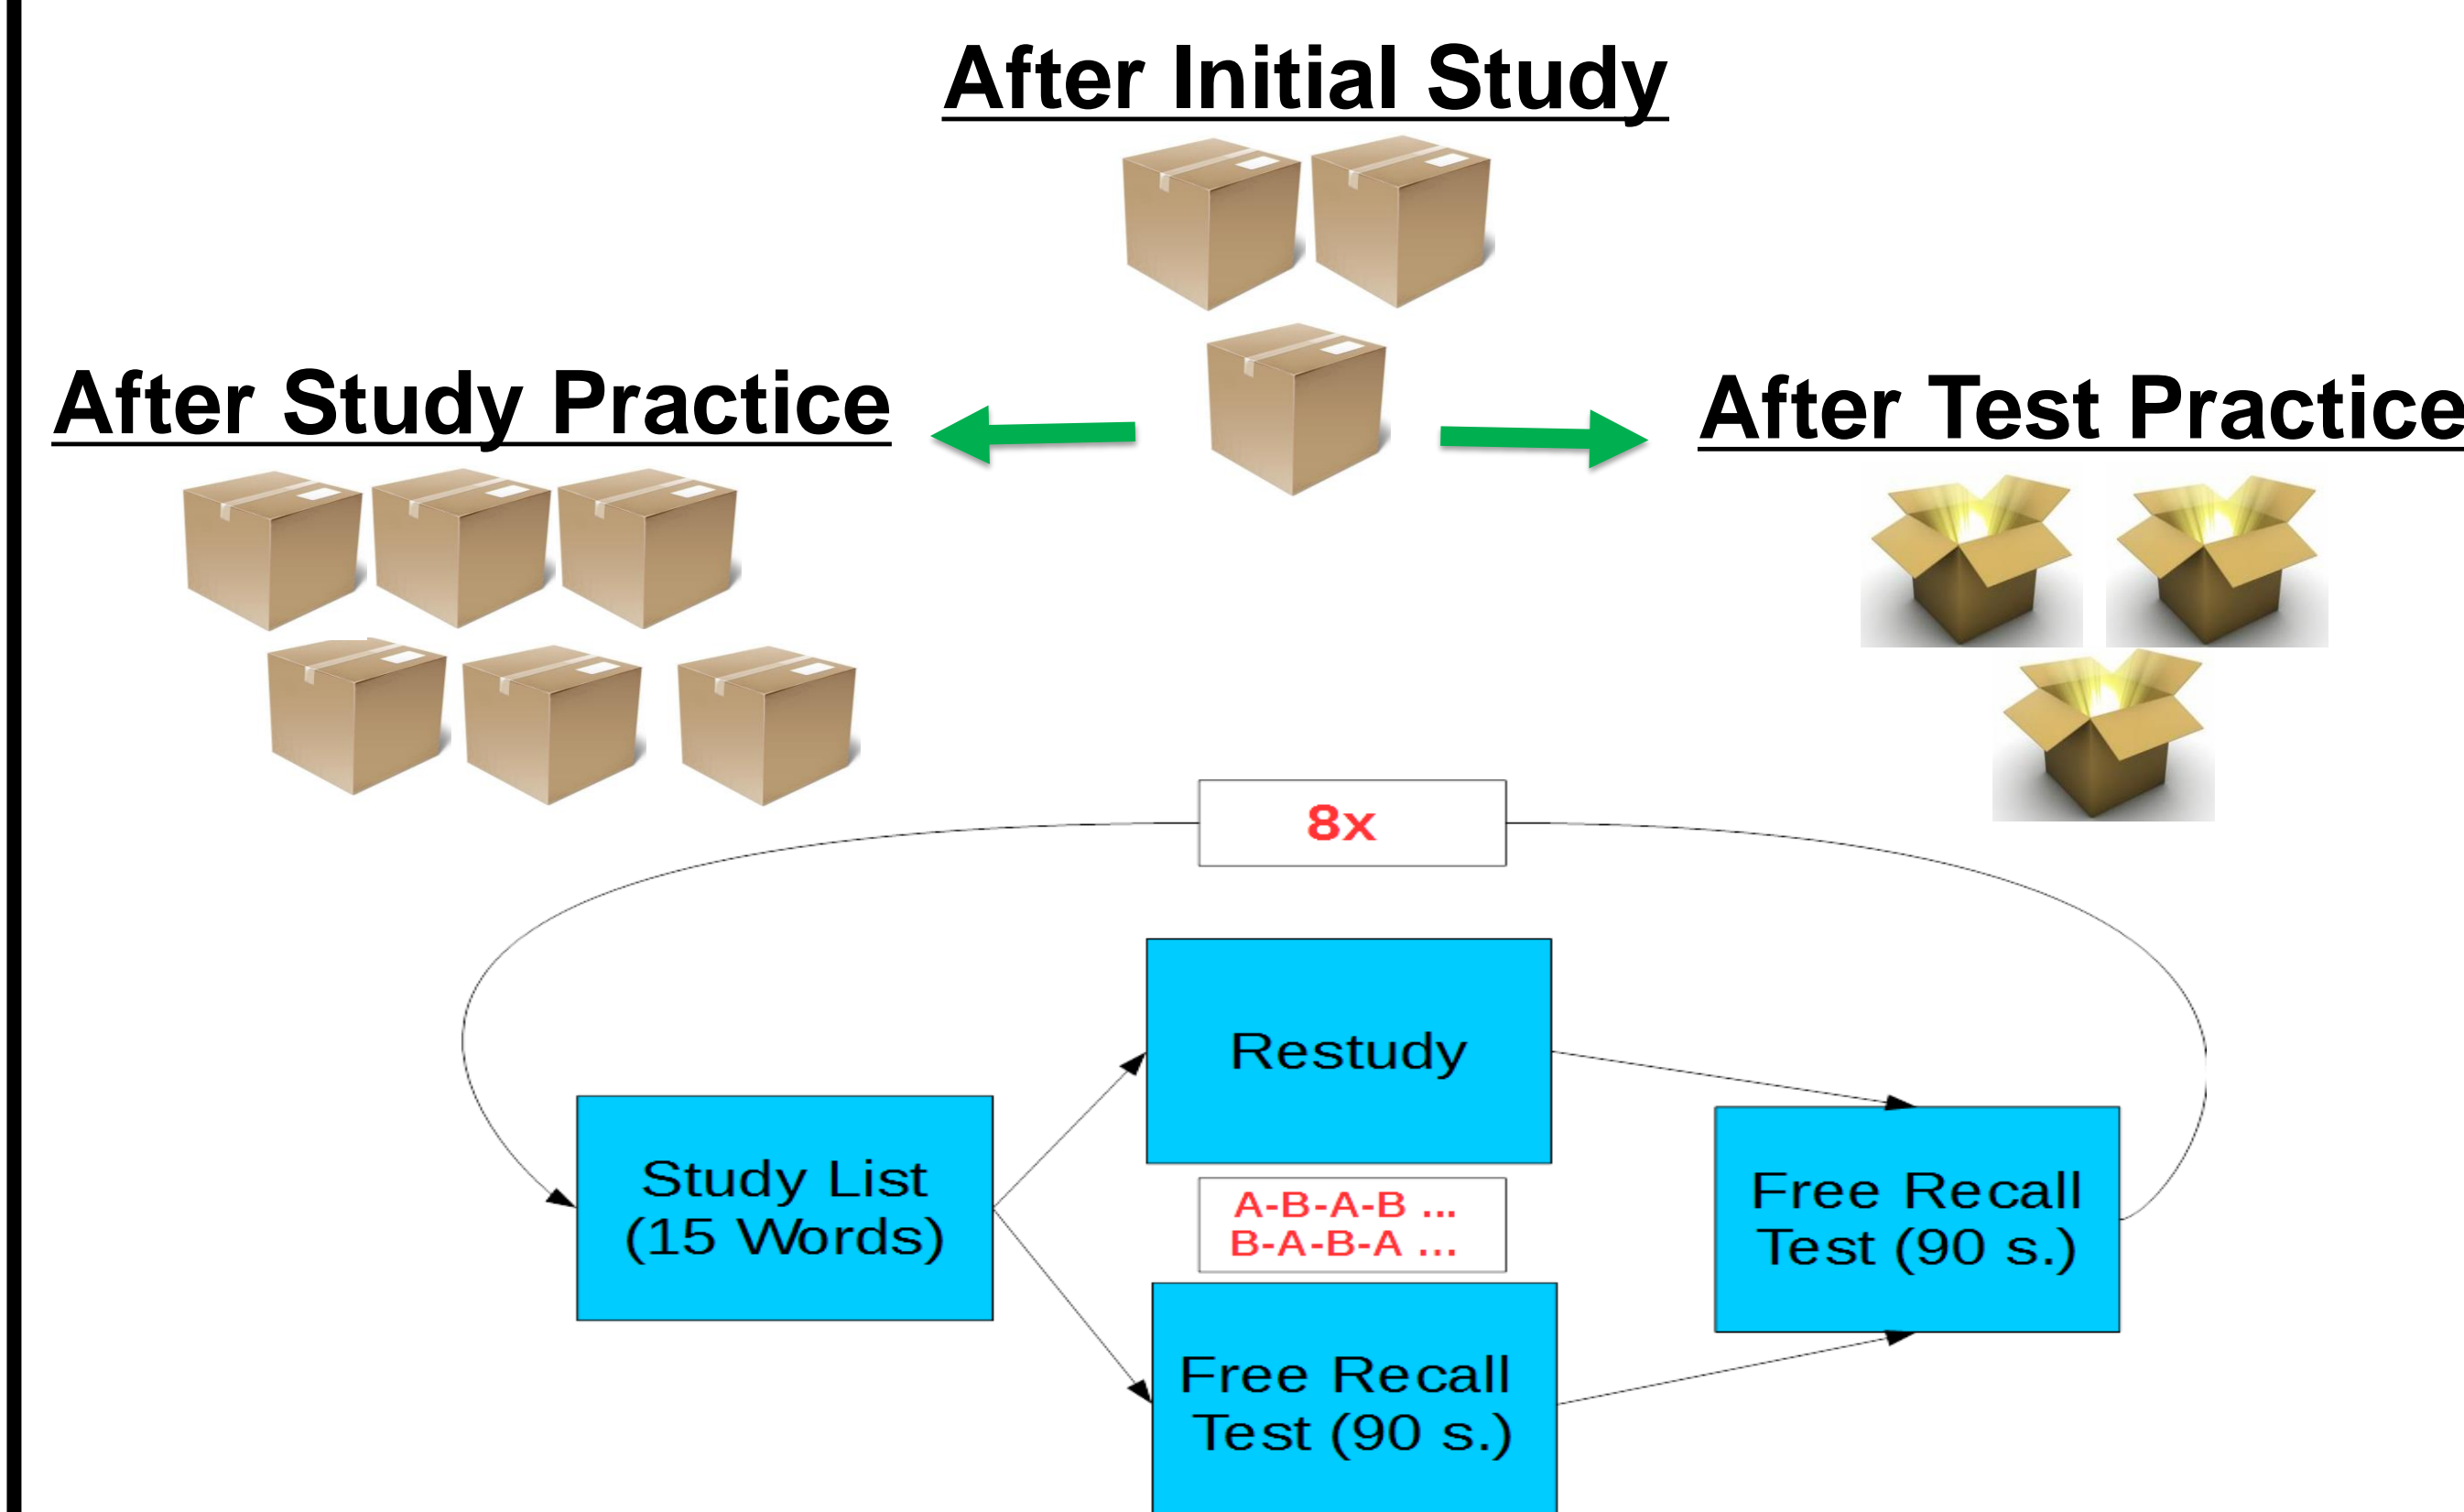 After Initial Study
After Study Practice
After Test Practice
8x
Restudy
Study List
(15 Words)
A-B-A-B ...
B-A-B-A ...
Free Recall
Test (90 s.)
Free Recall
Test (90 s.)